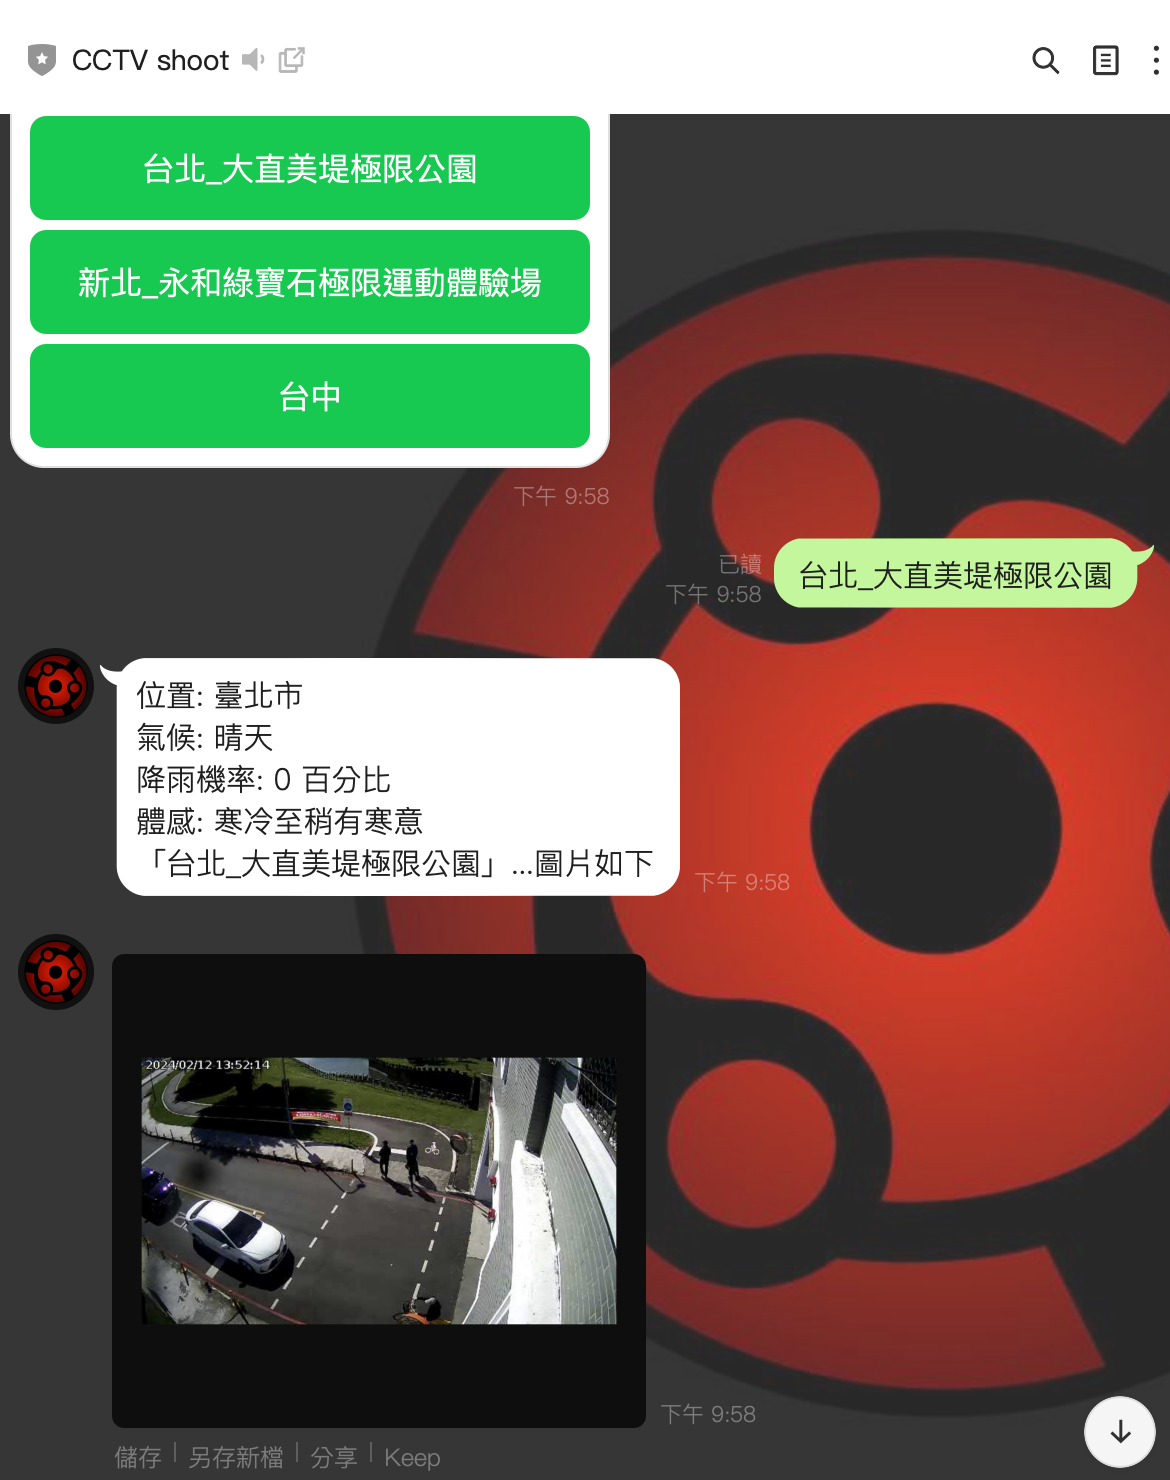 CCTV shoot
台北_大直美堤極限公園
新北_永和綠寶石極限運動體驗場
台中
下午 9:58
已讀
下午 9:58
台北_大直美堤極限公園
位置: 臺北市
氣候: 晴天
降雨機率: 0 百分比
體感: 寒冷至稍有寒意
「台北_大直美堤極限公園」...圖片如下
下午 9:58
2024/02/12 13:52:14
下午 9:58
儲存 | 另存新檔 | 分享 | Keep